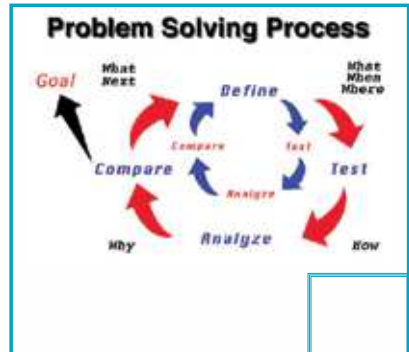 Problem Solving Process
Goal
What
Next
Define
What
When
Where
Compare
Test
Compare
Test
Analyze
Analyze
Why
How